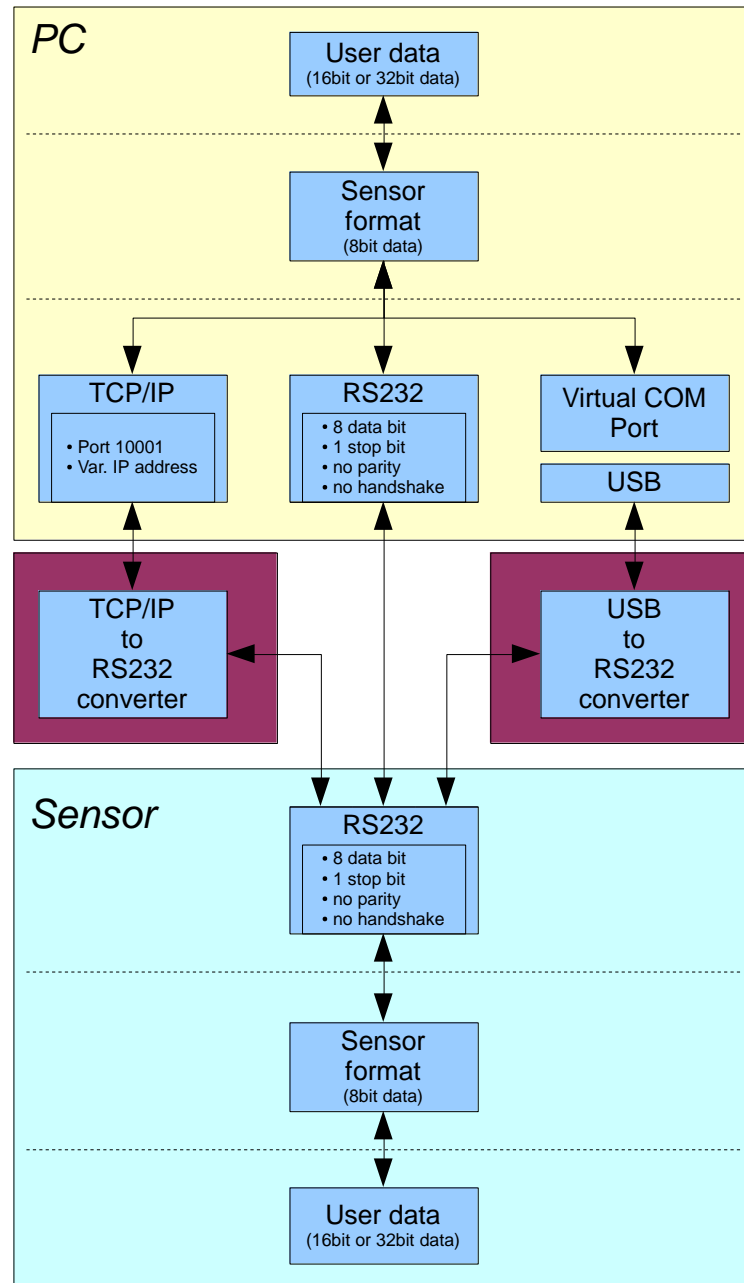 PC
User data
(16bit or 32bit data)
Sensor
format
(8bit data)
TCP/IP
• Port 10001
• Var. IP address
RS232
• 8 data bit
• 1 stop bit
• no parity
• no handshake
Virtual COM
Port
USB
TCP/IP
to
RS232
converter
USB
to
RS232
converter
Sensor
RS232
• 8 data bit
• 1 stop bit
• no parity
• no handshake
Sensor
format
(8bit data)
User data
(16bit or 32bit data)